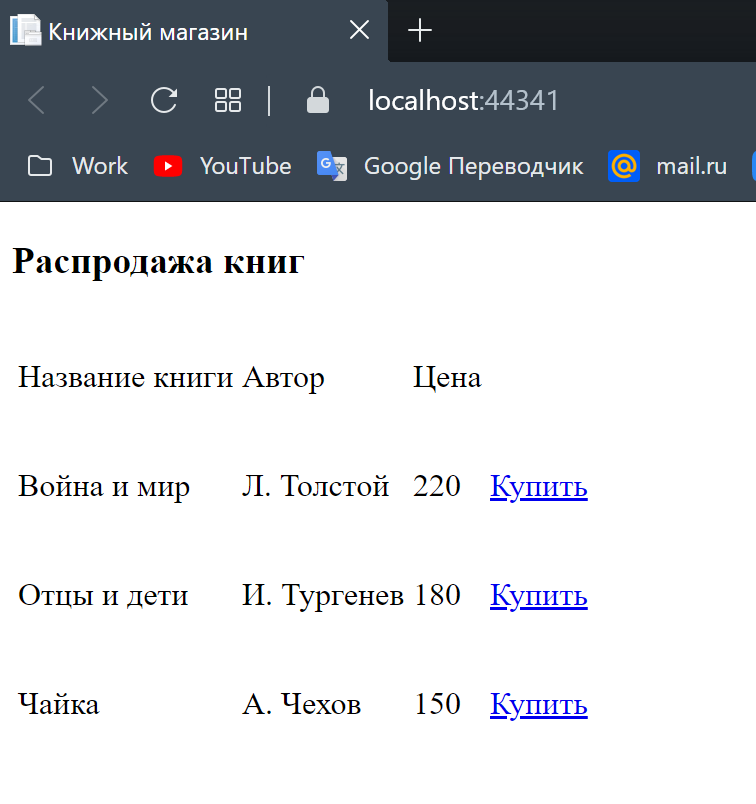 Книжный магазин
localhost:44341
Work YouTube Google Переводчик mail.ru
Распродажа книг
Название книги Автор Цена
Война и мир Л. Толстой 220 Купить
Отцы и дети И. Тургенев 180 Купить
Чайка А. Чехов 150 Купить